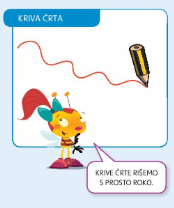 KRIVA ČRTA
KRIVE ČRTE RIŠEMO
S PROSTO ROKO.